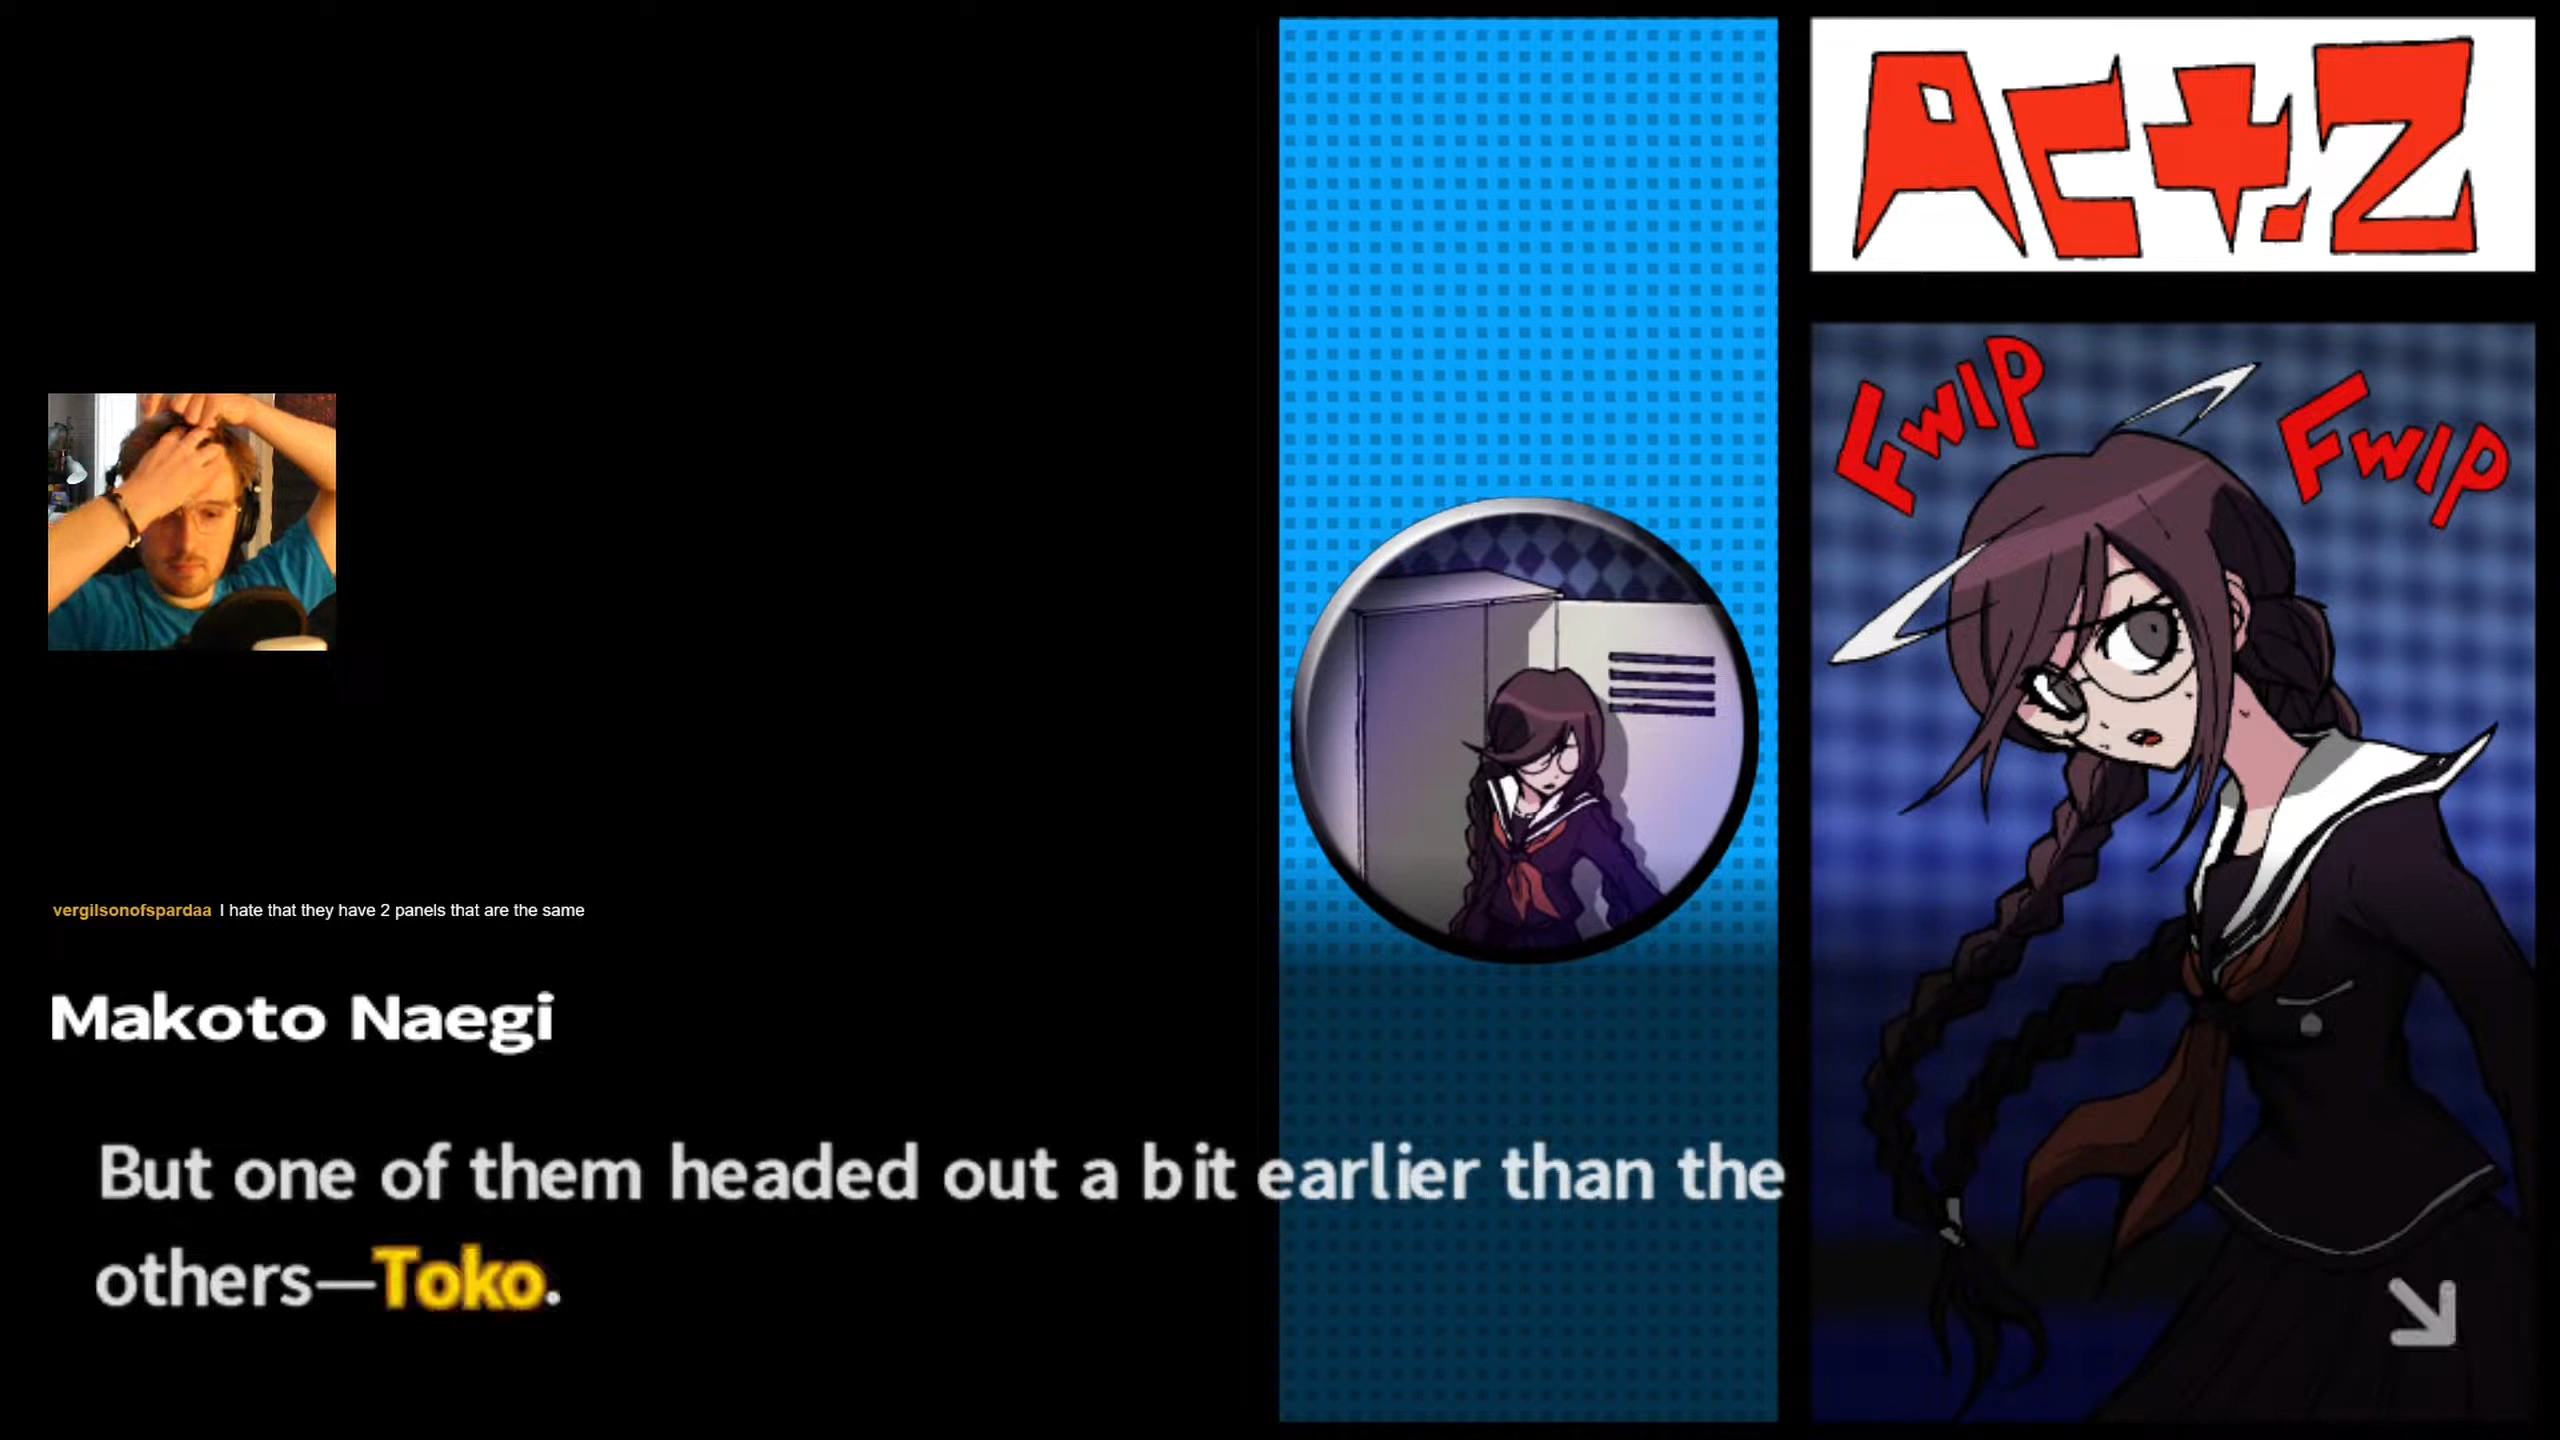 Act.2
FWIP
FWIP
vergilsonofspardaa I hate that they have 2 panels that are the same
Makoto Naegi
But one of them headed out a bit earlier than the
others—Toko.